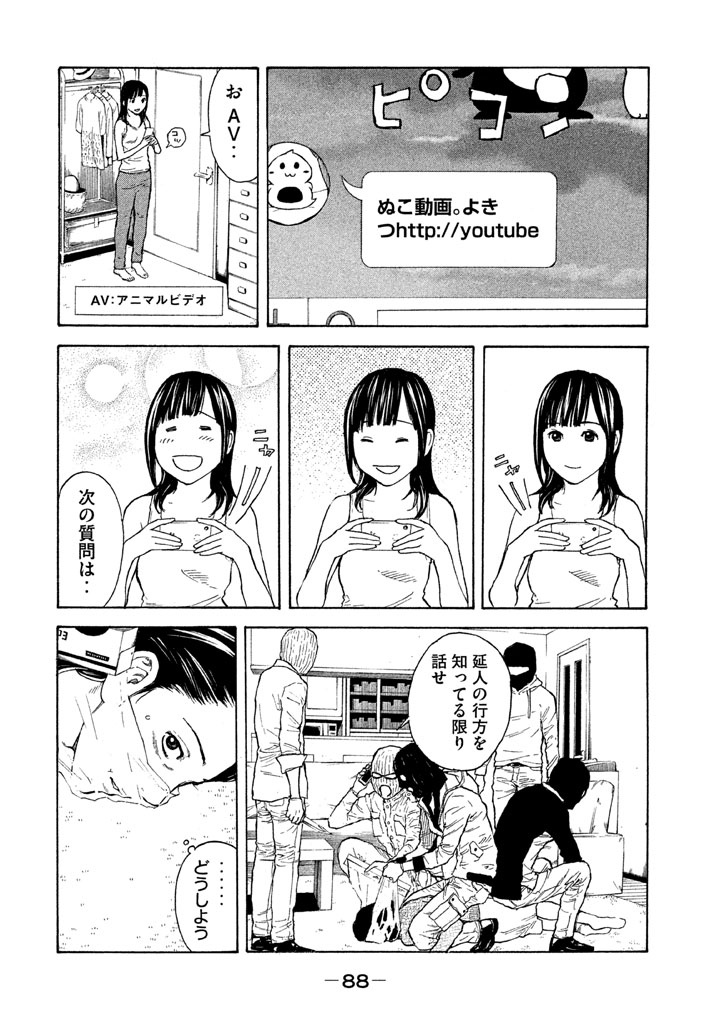 ピコン
ぬこ動画。よき
つhttp://youtube
おAV‥
コッ
AV:アニマルビデオ
ニャ
ニャ
次の質問は‥
延人の行方を
知ってる限り
話せ
‥‥‥
どうしよう
-88-